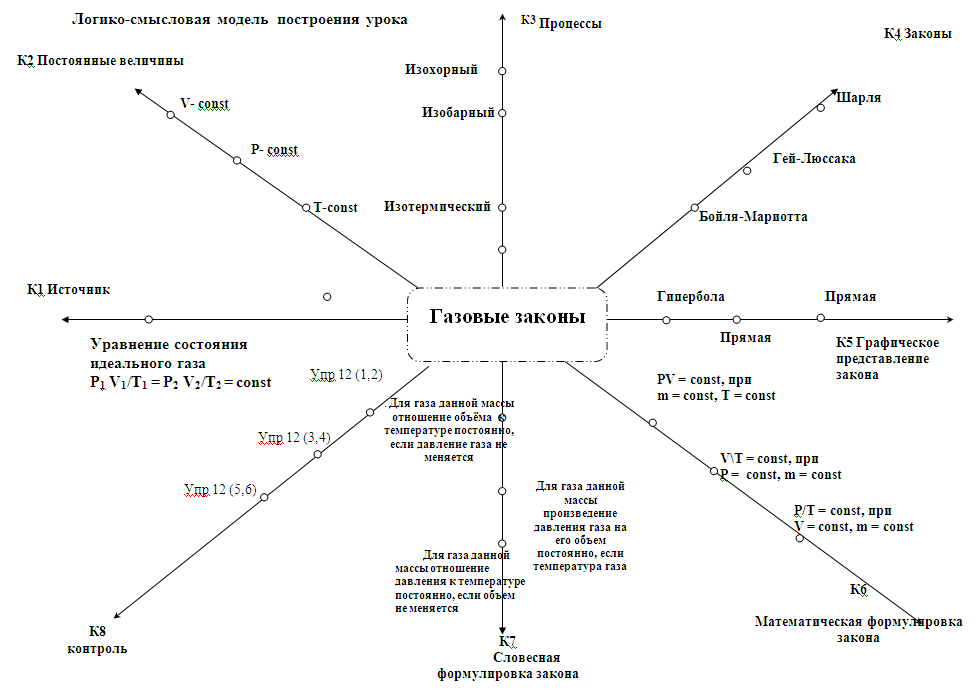 Логико-смысловая модель построения урока
К3 Процессы
К4 Законы
К2 Постоянные величины
Изохорный
Шарля
V- const
Изобарный
P- const
Гей-Люссака
T-const
Изотермический
Бойля-Мариотта
К1 Источник
Газовые законы
Гипербола
Прямая
Прямая
К5 Графическое
представление
закона
Уравнение состояния
идеального газа
P1 V1/T1 = P2 V2/T2 = const
Упр 12 (1,2)
Упр 12 (3,4)
Упр 12 (5,6)
. Для газа данной массы
отношение объёма к
температуре постоянно,
если давление газа не
меняется
PV = const, при
m = const, T = const
V\T = const, при
P = const, m = const
P/T = const, при
V = const, m = const
Для газа данной
массы
произведение
давления газа на
его объем
постоянно, если
температура газа
Для газа данной
массы отношение
давления к температуре
постоянно, если объем
не меняется
К6
Математическая формулировка
закона
К8
контроль
К7
Словесная
формулировка закона